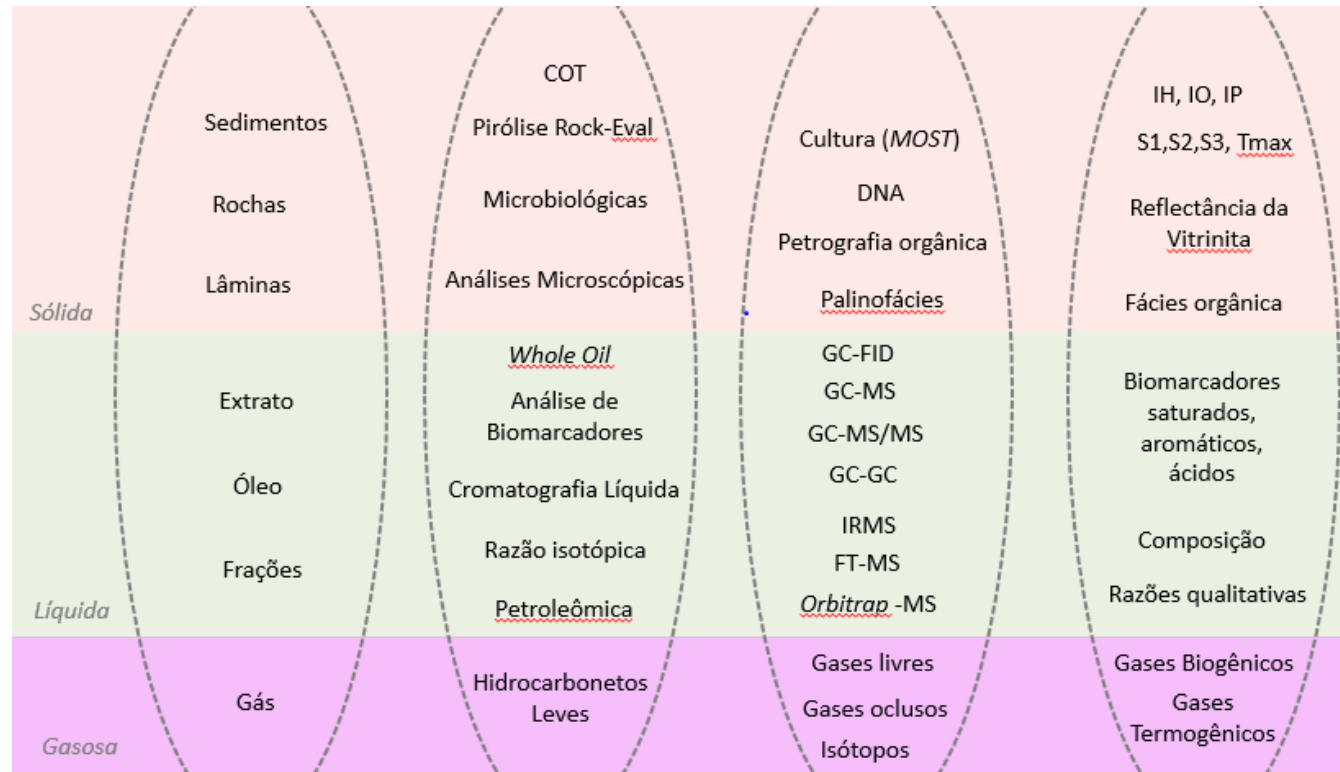 Sedimentos
Rochas
Lâminas
Sólida
COT
Pirólise Rock-Eval
Microbiológicas
Análises Microscópicas
Cultura (MOST)
DNA
Petrografia orgânica
Palinofácies
IH, IO, IP
S1,S2,S3, Tmax
Reflectância da
Vitrinita
Fácies orgânica
Extrato
Óleo
Frações
Líquida
Whole Oil
Análise de
Biomarcadores
Cromatografia Líquida
Razão isotópica
Petroleômica
GC-FID
GC-MS
GC-MS/MS
GC-GC
IRMS
FT-MS
Orbitrap -MS
Biomarcadores
saturados,
aromáticos,
ácidos
Composição
Razões qualitativas
Gás
Gasosa
Hidrocarbonetos
Leves
Gases livres
Gases oclusos
Isótopos
Gases Biogênicos
Gases
Termogênicos